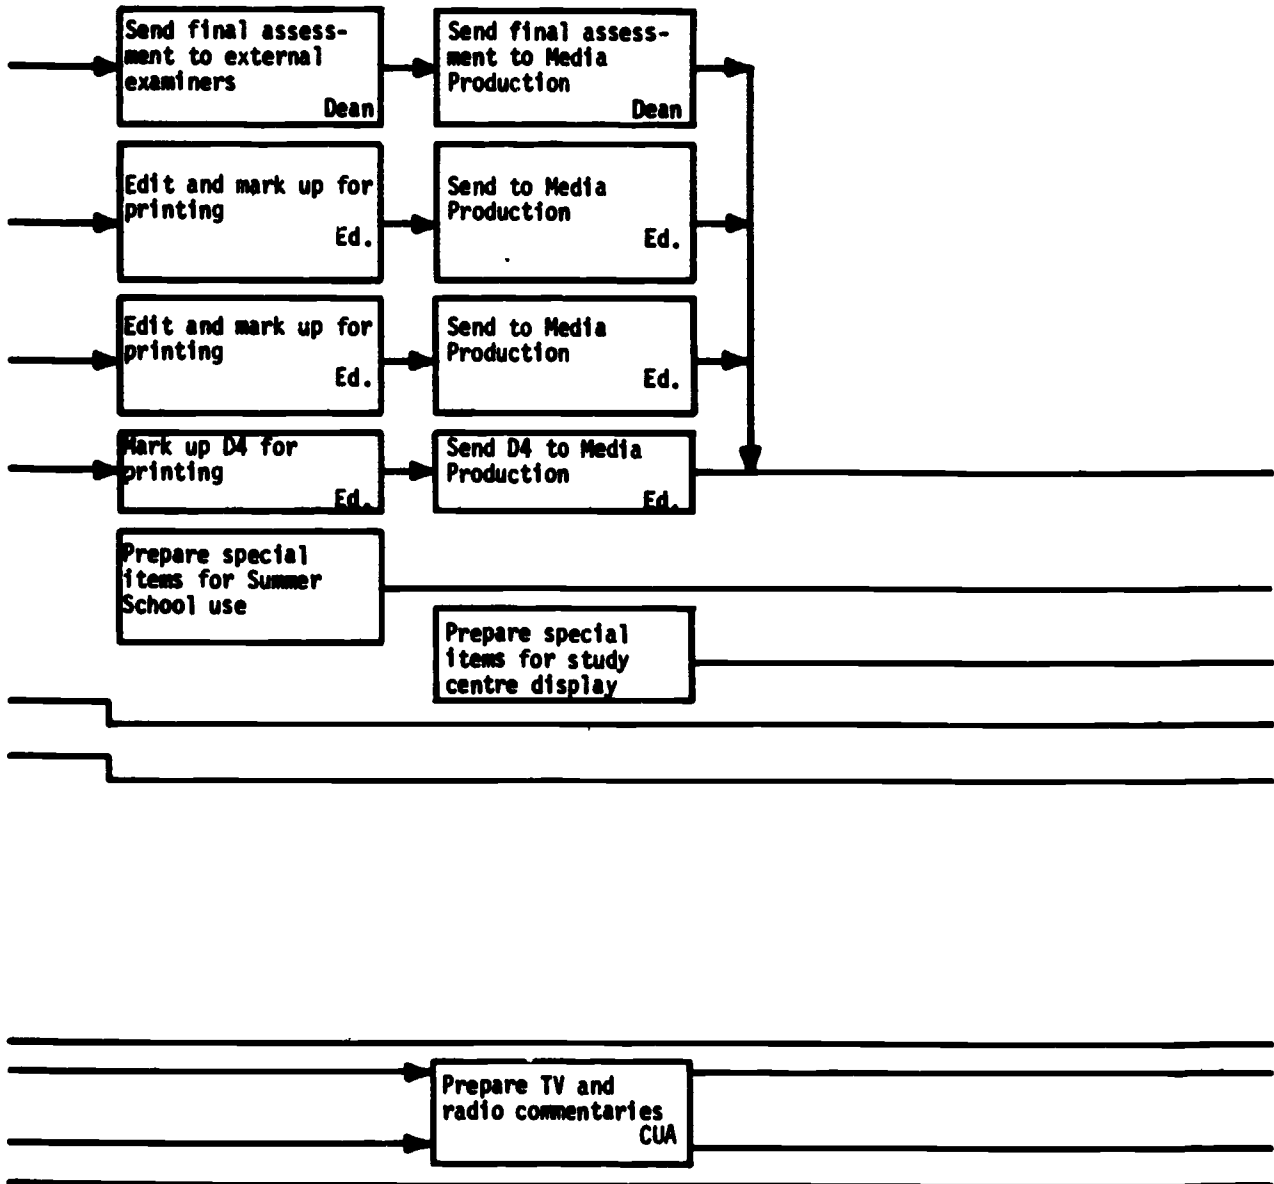 Send final assess-
ment to external
examiners
Dean
Send final assess-
ment to Media
Production
Dean
Edit and mark up for
printing
Ed.
Send to Media
Production
Ed.
Edit and mark up for
printing
Ed.
Send to Media
Production
Ed.
Mark up D4 for
printing
Ed.
Send D4 to Media
Production
Ed.
Prepare special
items for Summer
School use
Prepare special
items for study
centre display
Prepare TV and
radio commentaries
CUA